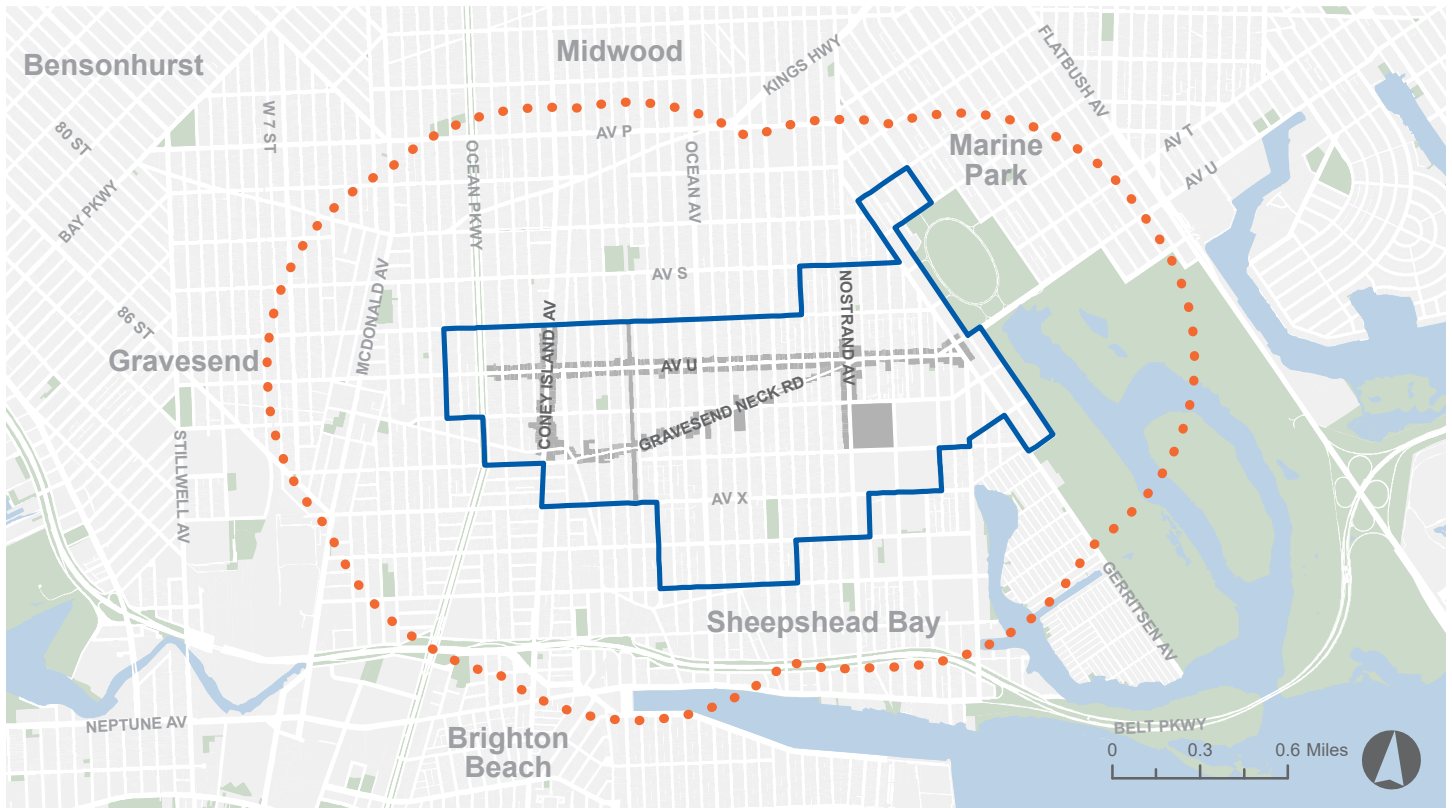 Bensonhurst
Midwood
KINGS HWY
FLATBUSH AV
W 7 ST
80 ST
AV P
AV T
Marine
Park
OCEAN PKWY
OCEAN AV
AV U
BAY PKWY
AV S
MCDONALD AV
NOSTRAND AV
CONEY ISLAND AV
86 ST
Gravesend
AV U
GRAVESEND NECK RD
STILLWELL AV
AV X
GERRITSEN AV
Sheepshead Bay
NEPTUNE AV
BELT PKWY
Brighton
Beach
0 0.3 0.6 Miles